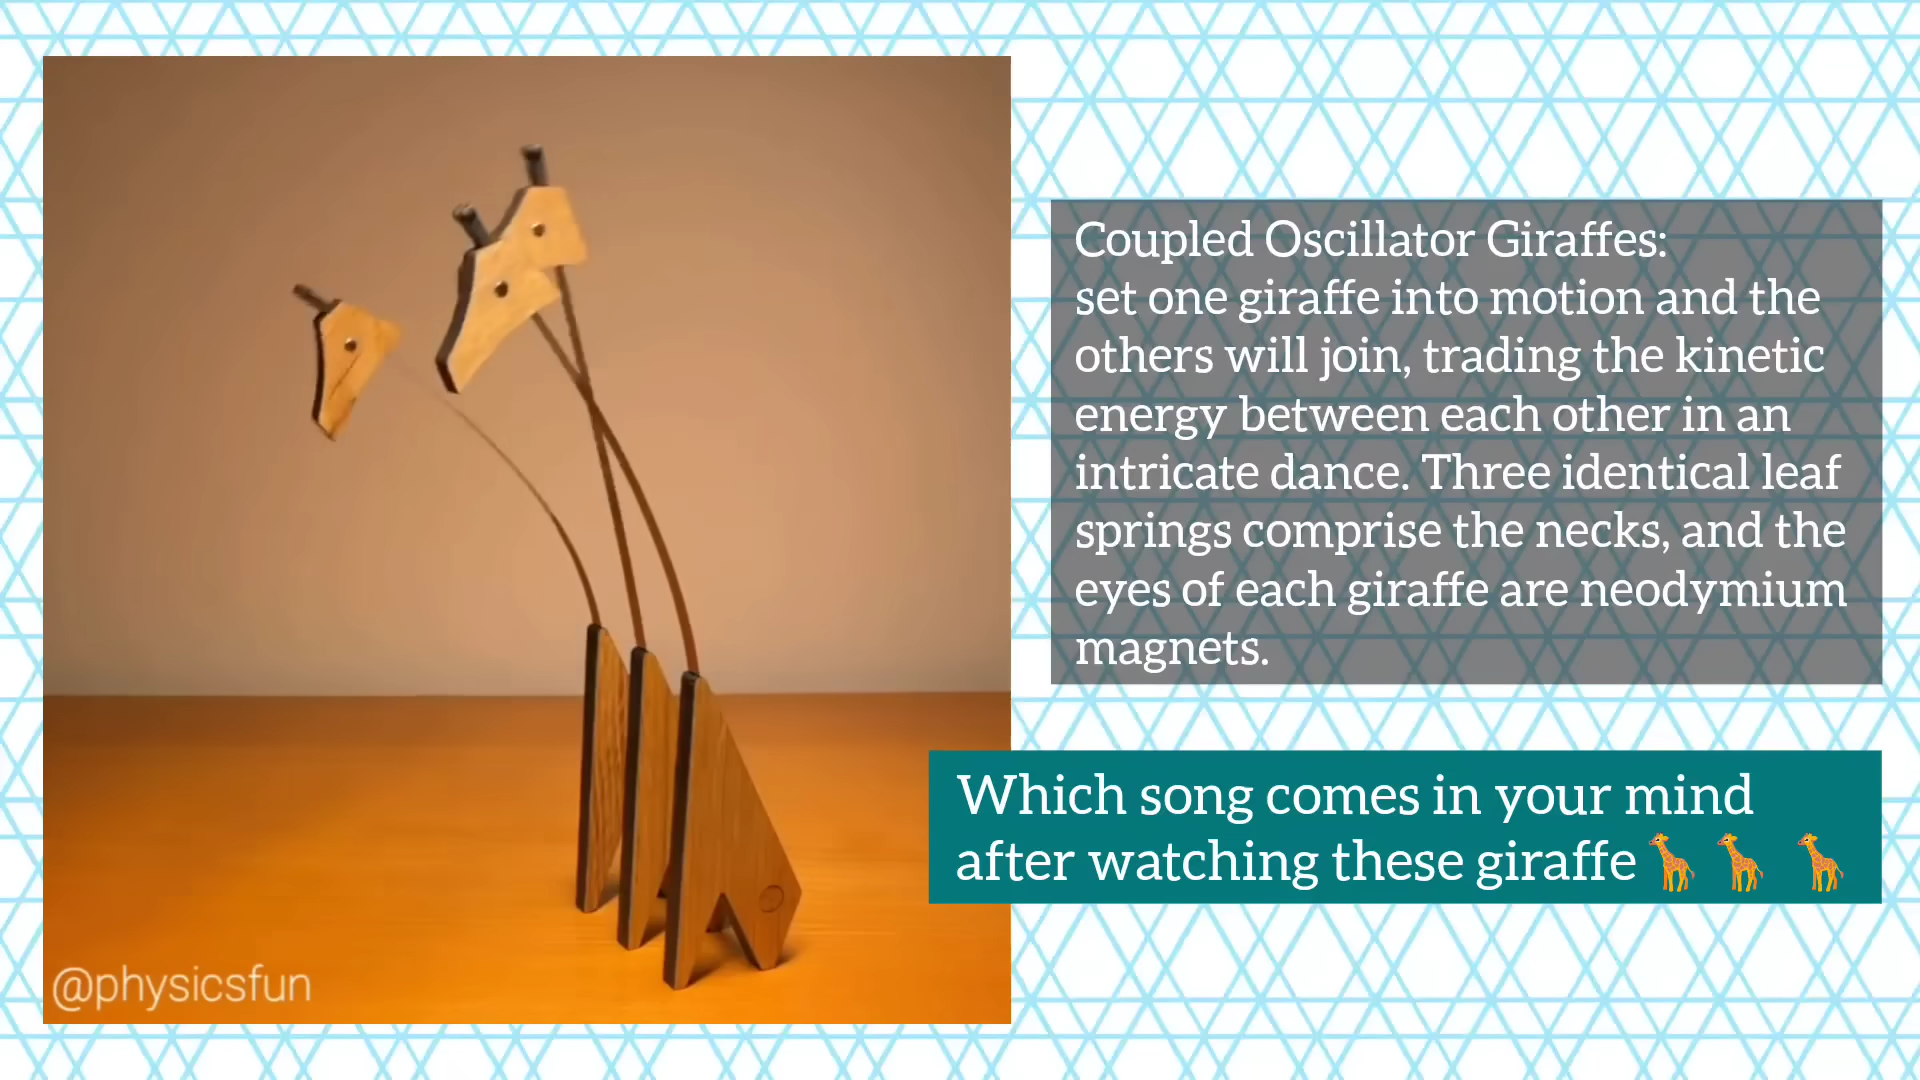 Coupled Oscillator Giraffes:
set one giraffe into motion and the
others will join, trading the kinetic
energy between each other in an
intricate dance. Three identical leaf
springs comprise the necks, and the
eyes of each giraffe are neodymium
magnets.
Which song comes in your mind
after watching these giraffe🦒 🦒 🦒
@physicsfun